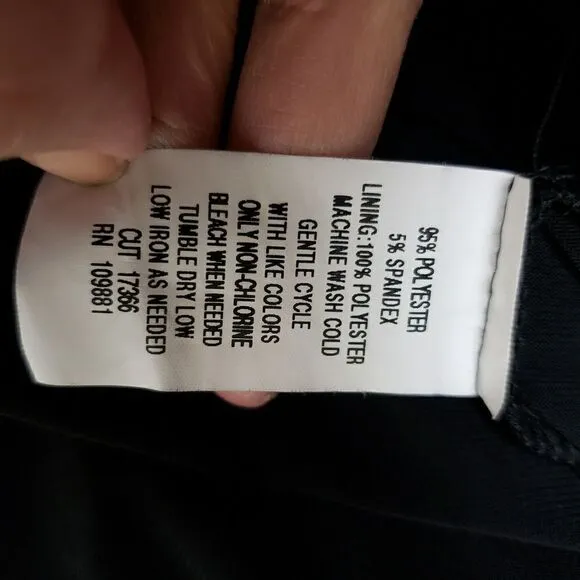 95% POLYESTER
5% SPANDEX
LINING:100% POLYESTER
MACHINE WASH COLD
GENTLE CYCLE
WITH LIKE COLORS
ONLY NON-CHLORINE
BLEACH WHEN NEEDED
TUMBLE DRY LOW
LOW IRON AS NEEDED
CUT 17366
RN 109881